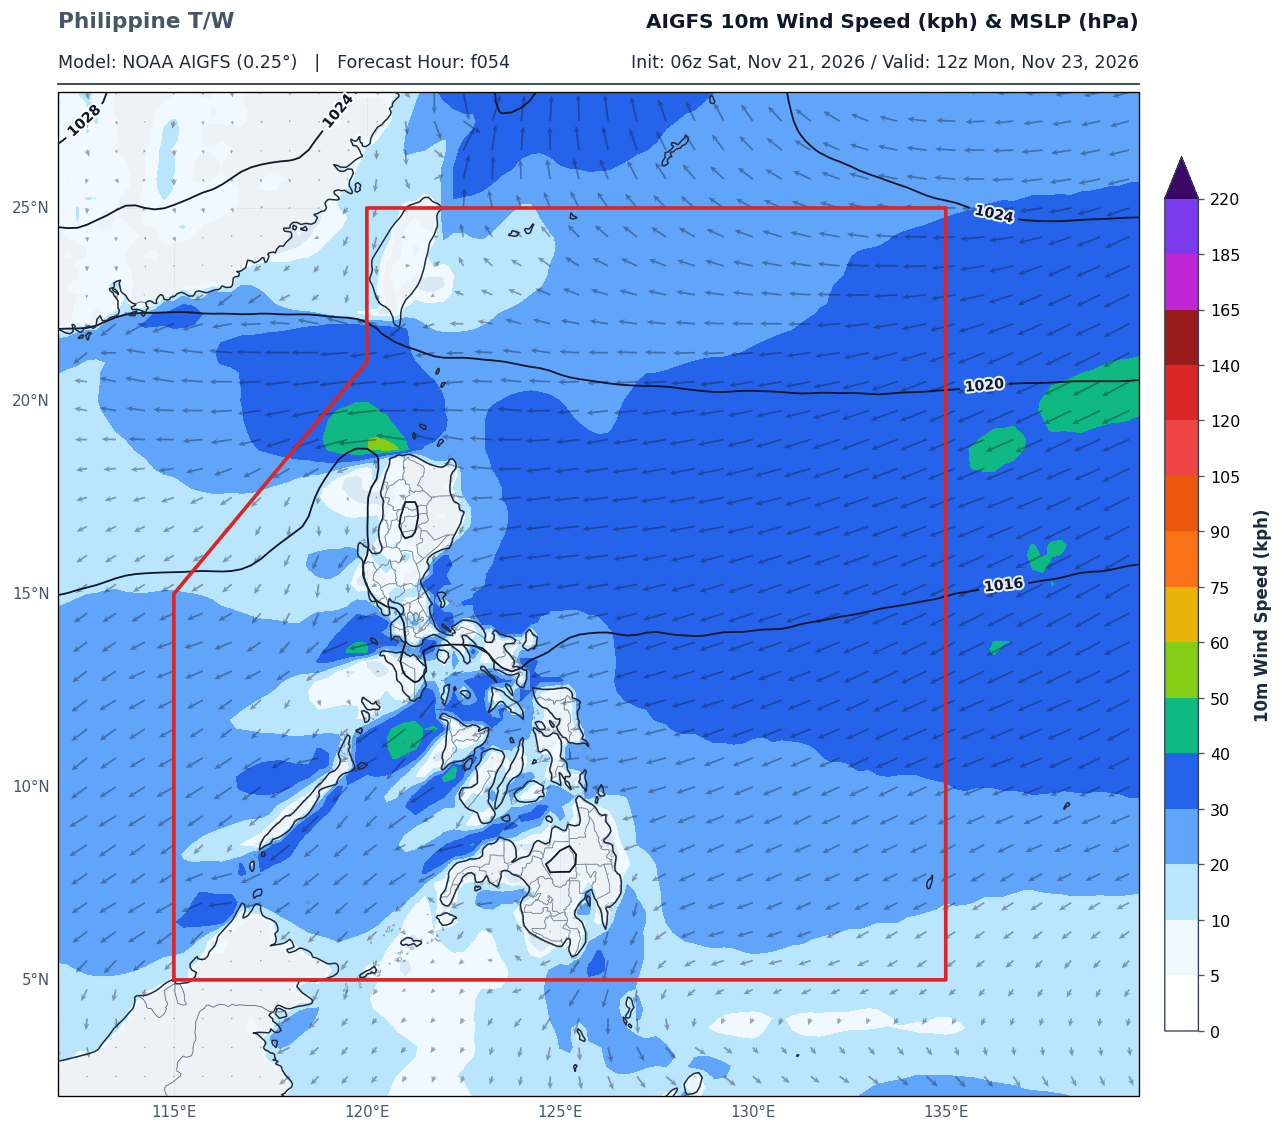 Philippine T/W
AIGFS 10m Wind Speed (kph) & MSLP (hPa)
Model: NOAA AIGFS (0.25°) | Forecast Hour: f054
Init: 06z Sat, Nov 21, 2026 / Valid: 12z Mon, Nov 23, 2026
1028
1024
1024
1020
1016
25°N
20°N
15°N
10°N
5°N
115°E
120°E
125°E
130°E
135°E
220
185
165
140
120
105
90
75
60
50
40
30
20
10
5
0
10m Wind Speed (kph)